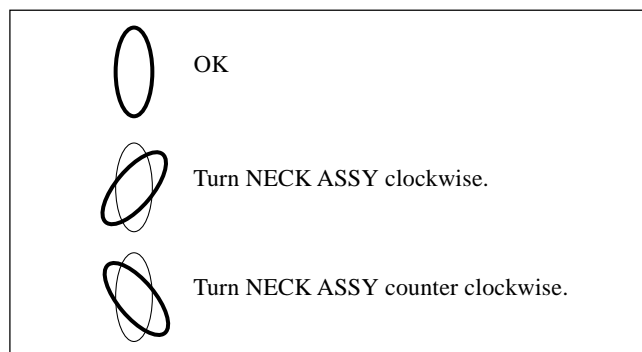 OK
Turn NECK ASSY clockwise.
Turn NECK ASSY counter clockwise.